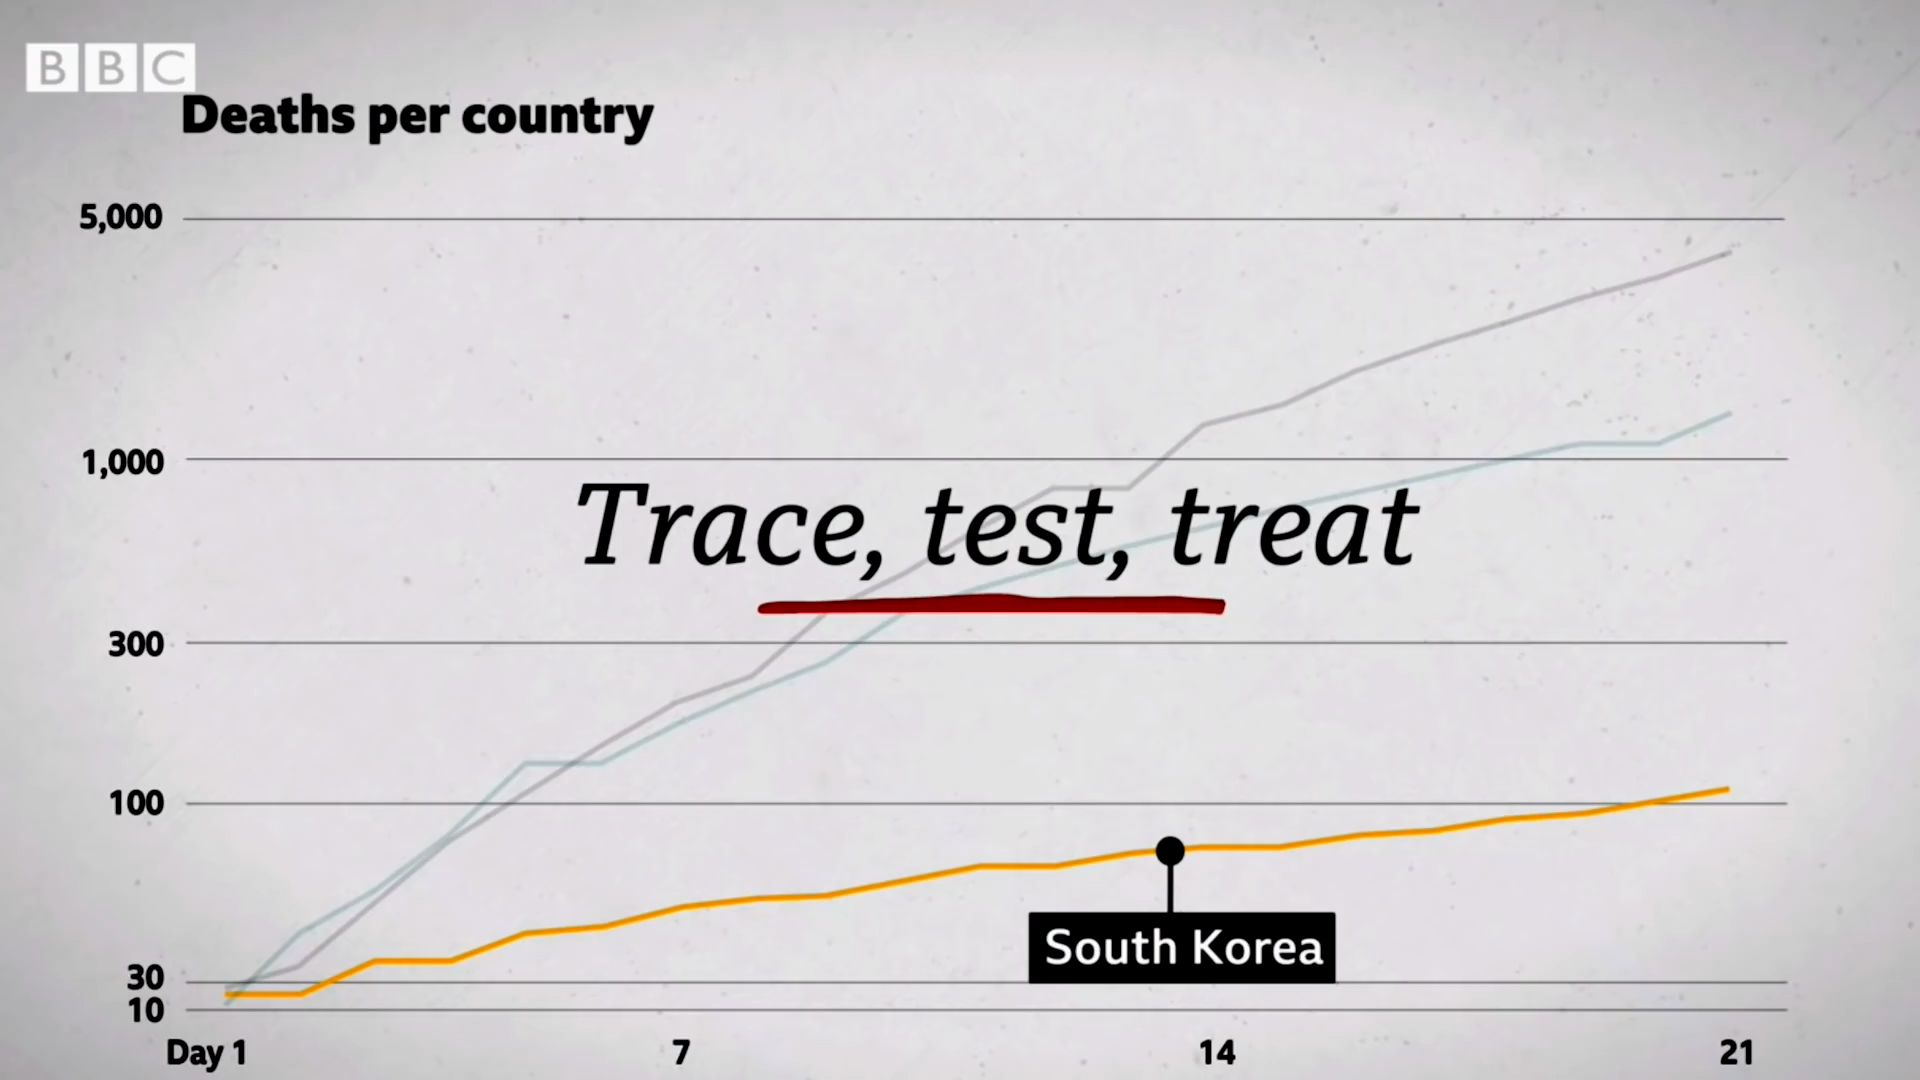 BBC
Deaths per country
5,000
1,000
Trace, test, treat
300
100
South Korea
30
10
Day 1 7 14 21